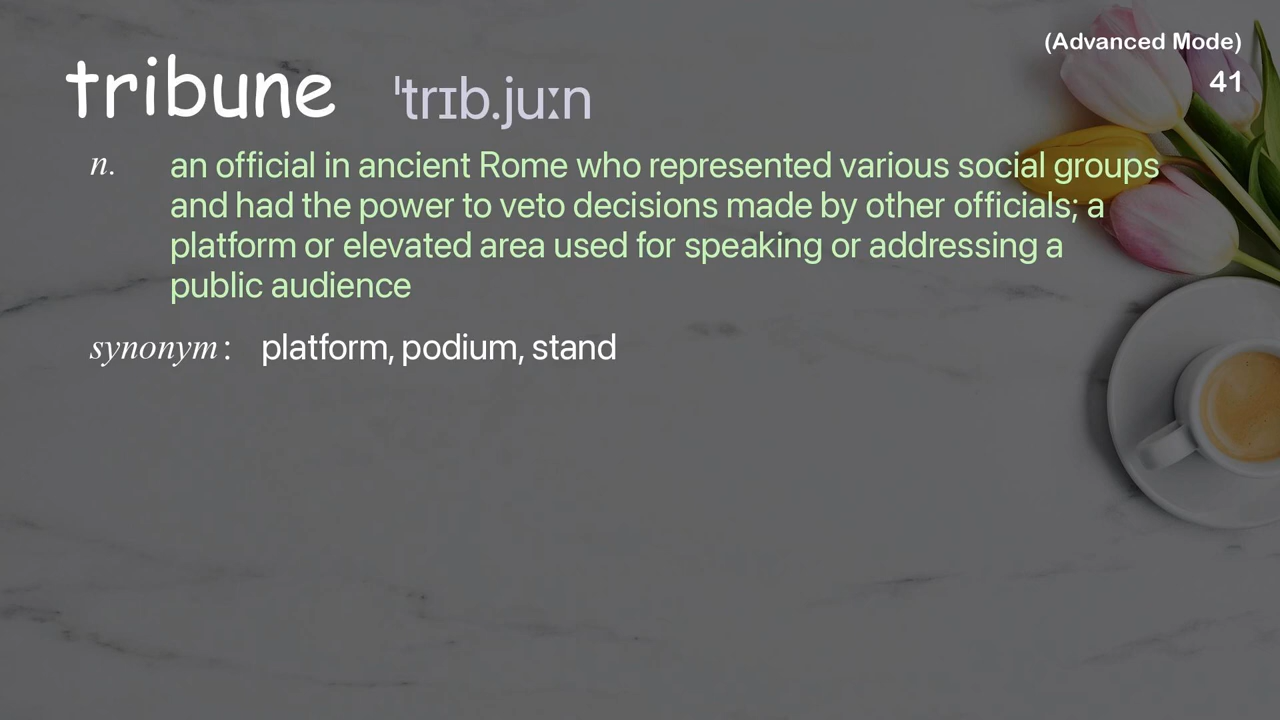 (Advanced Mode)
41
tribune ˈtrɪb.juːn
n. an official in ancient Rome who represented various social groups
and had the power to veto decisions made by other officials; a
platform or elevated area used for speaking or addressing a
public audience
synonym: platform, podium, stand